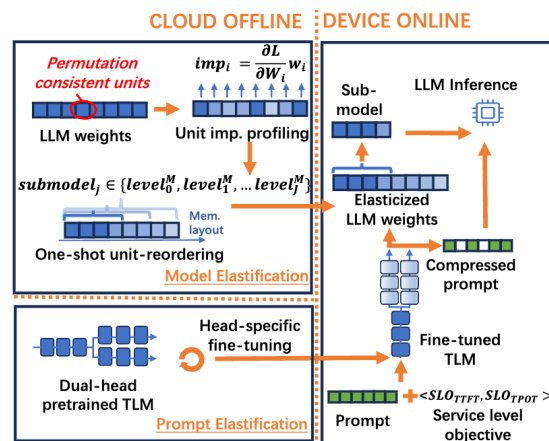 CLOUD OFFLINE
DEVICE ONLINE
Permutation
consistent units
imp_i = ∂L/∂W_i w_i
LLM weights
Unit imp. profiling
submodel_j ∈ {level_0^M, level_1^M, … level_j^M}
Mem.
layout
One-shot unit-reordering
Model Elastification
Head-specific
fine-tuning
Dual-head
pretrained TLM
Prompt Elastification
Sub-
model
LLM Inference
Elasticized
LLM weights
Compressed
prompt
Fine-tuned
TLM
Prompt
+ <SLO_TTFT, SLO_TPOT >
Service level
objective